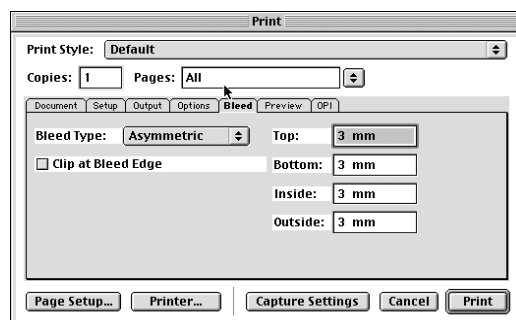 Print
Print Style: Default
Copies: 1 Pages: All
Document Setup Output Options Bleed Preview OPI
Bleed Type: Asymmetric Top: 3 mm
Clip at Bleed Edge Bottom: 3 mm
Inside: 3 mm
Outside: 3 mm
Page Setup... Printer... Capture Settings Cancel Print